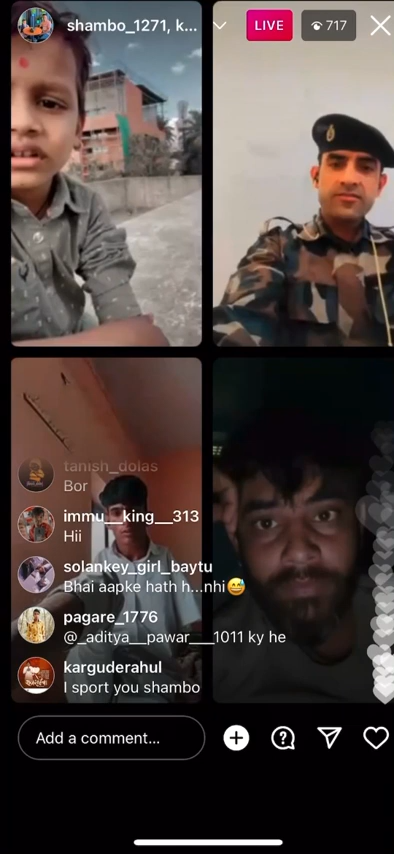 shambo_1271, k...
LIVE
717
tanish_dolas
Bor
immu__king__313
Hii
solankey_girl_baytu
Bhai aapke hath h...nhi😅
pagare_1776
@_aditya__pawar___1011 ky he
karguderahul
I sport you shambo
Add a comment...